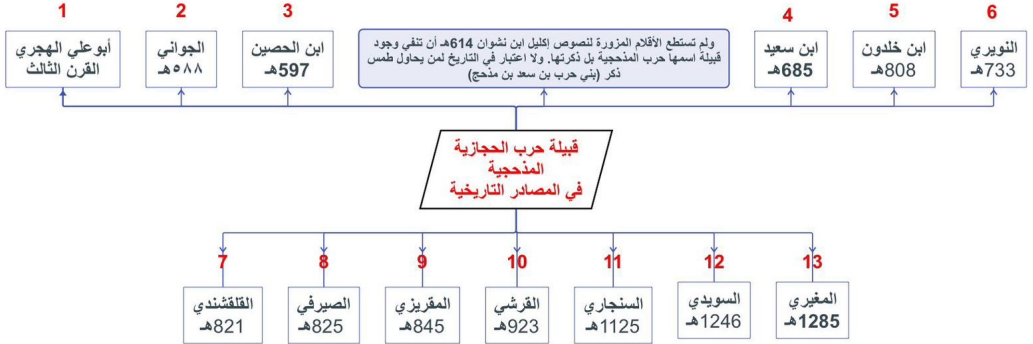 1
أبو علي الهجري
القرن الثالث
2
الجواني
٥٨٨هـ
3
ابن الحصين
597هـ
ولم تستطع الأقلام المزورة لنصوص إكليل ابن نشوان 614هـ أن تنفي وجود
قبيلة اسمها حرب المذحجية بل ذكرتها. ولا اعتبار في التاريخ لمن يحاول طمس
ذكر (بني حرب بن سعد بن مذحج)
4
ابن سعيد
685هـ
5
ابن خلدون
808هـ
6
النويري
733هـ
قبيلة حرب الحجازية
المذحجية
في المصادر التاريخية
7
القلقشندي
821هـ
8
الصيرفي
825هـ
9
المقريزي
845هـ
10
القرشي
923هـ
11
السنجاري
1125هـ
12
السويدي
1246هـ
13
المغيري
1285هـ